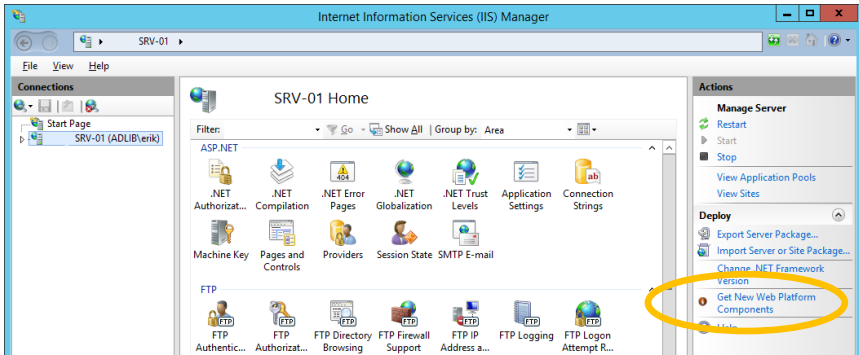 Internet Information Services (IIS) Manager
SRV-01
File View Help
Connections
Start Page
SRV-01 (ADLIB\erik)
SRV-01 Home
Filter: Go Show All Group by: Area
ASP.NET
.NET Authorizat...
.NET Compilation
.NET Error Pages
.NET Globalization
.NET Trust Levels
Application Settings
Connection Strings
Machine Key
Pages and Controls
Providers
Session State
SMTP E-mail
FTP
FTP Authentic...
FTP Authorizat...
FTP Directory Browsing
FTP Firewall Support
FTP IP Address a...
FTP Logging
FTP Logon Attempt R...
Actions
Manage Server
Restart
Start
Stop
View Application Pools
View Sites
Deploy
Export Server Package...
Import Server or Site Package...
Change .NET Framework
Version
Get New Web Platform
Components
Help